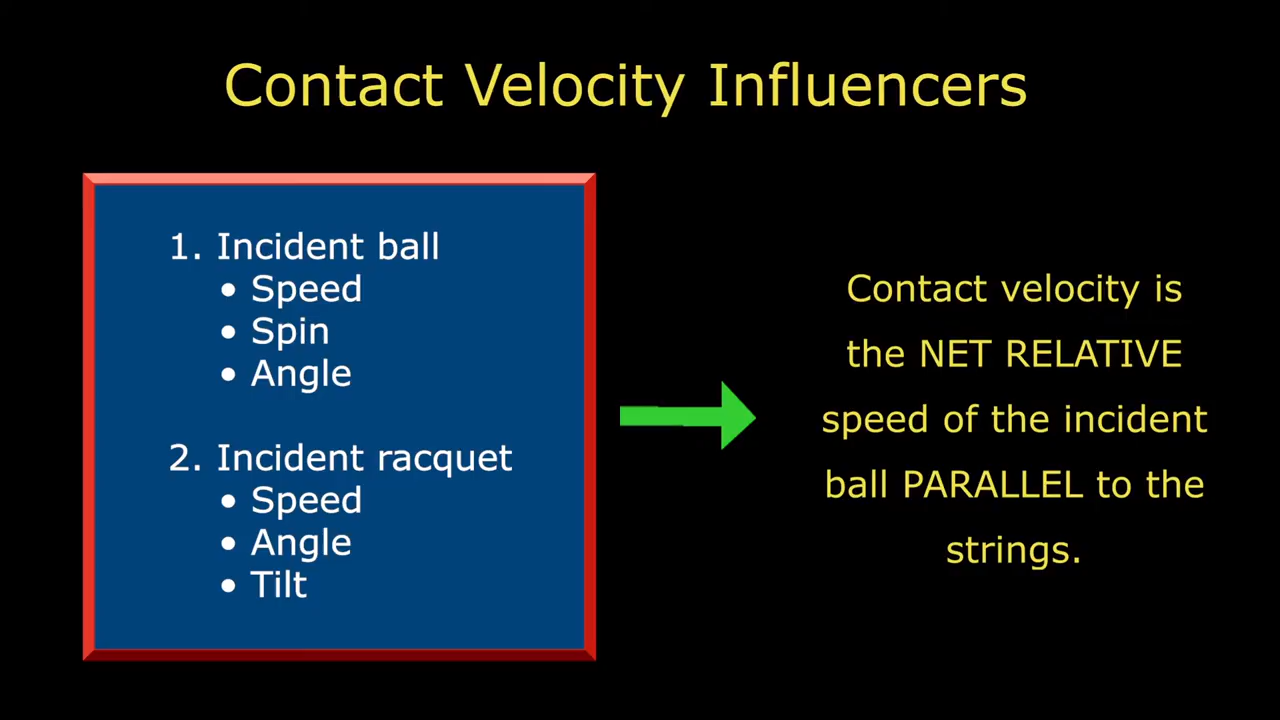 Contact Velocity Influencers
1. Incident ball
• Speed
• Spin
• Angle
2. Incident racquet
• Speed
• Angle
• Tilt
Contact velocity is
the NET RELATIVE
speed of the incident
ball PARALLEL to the
strings.